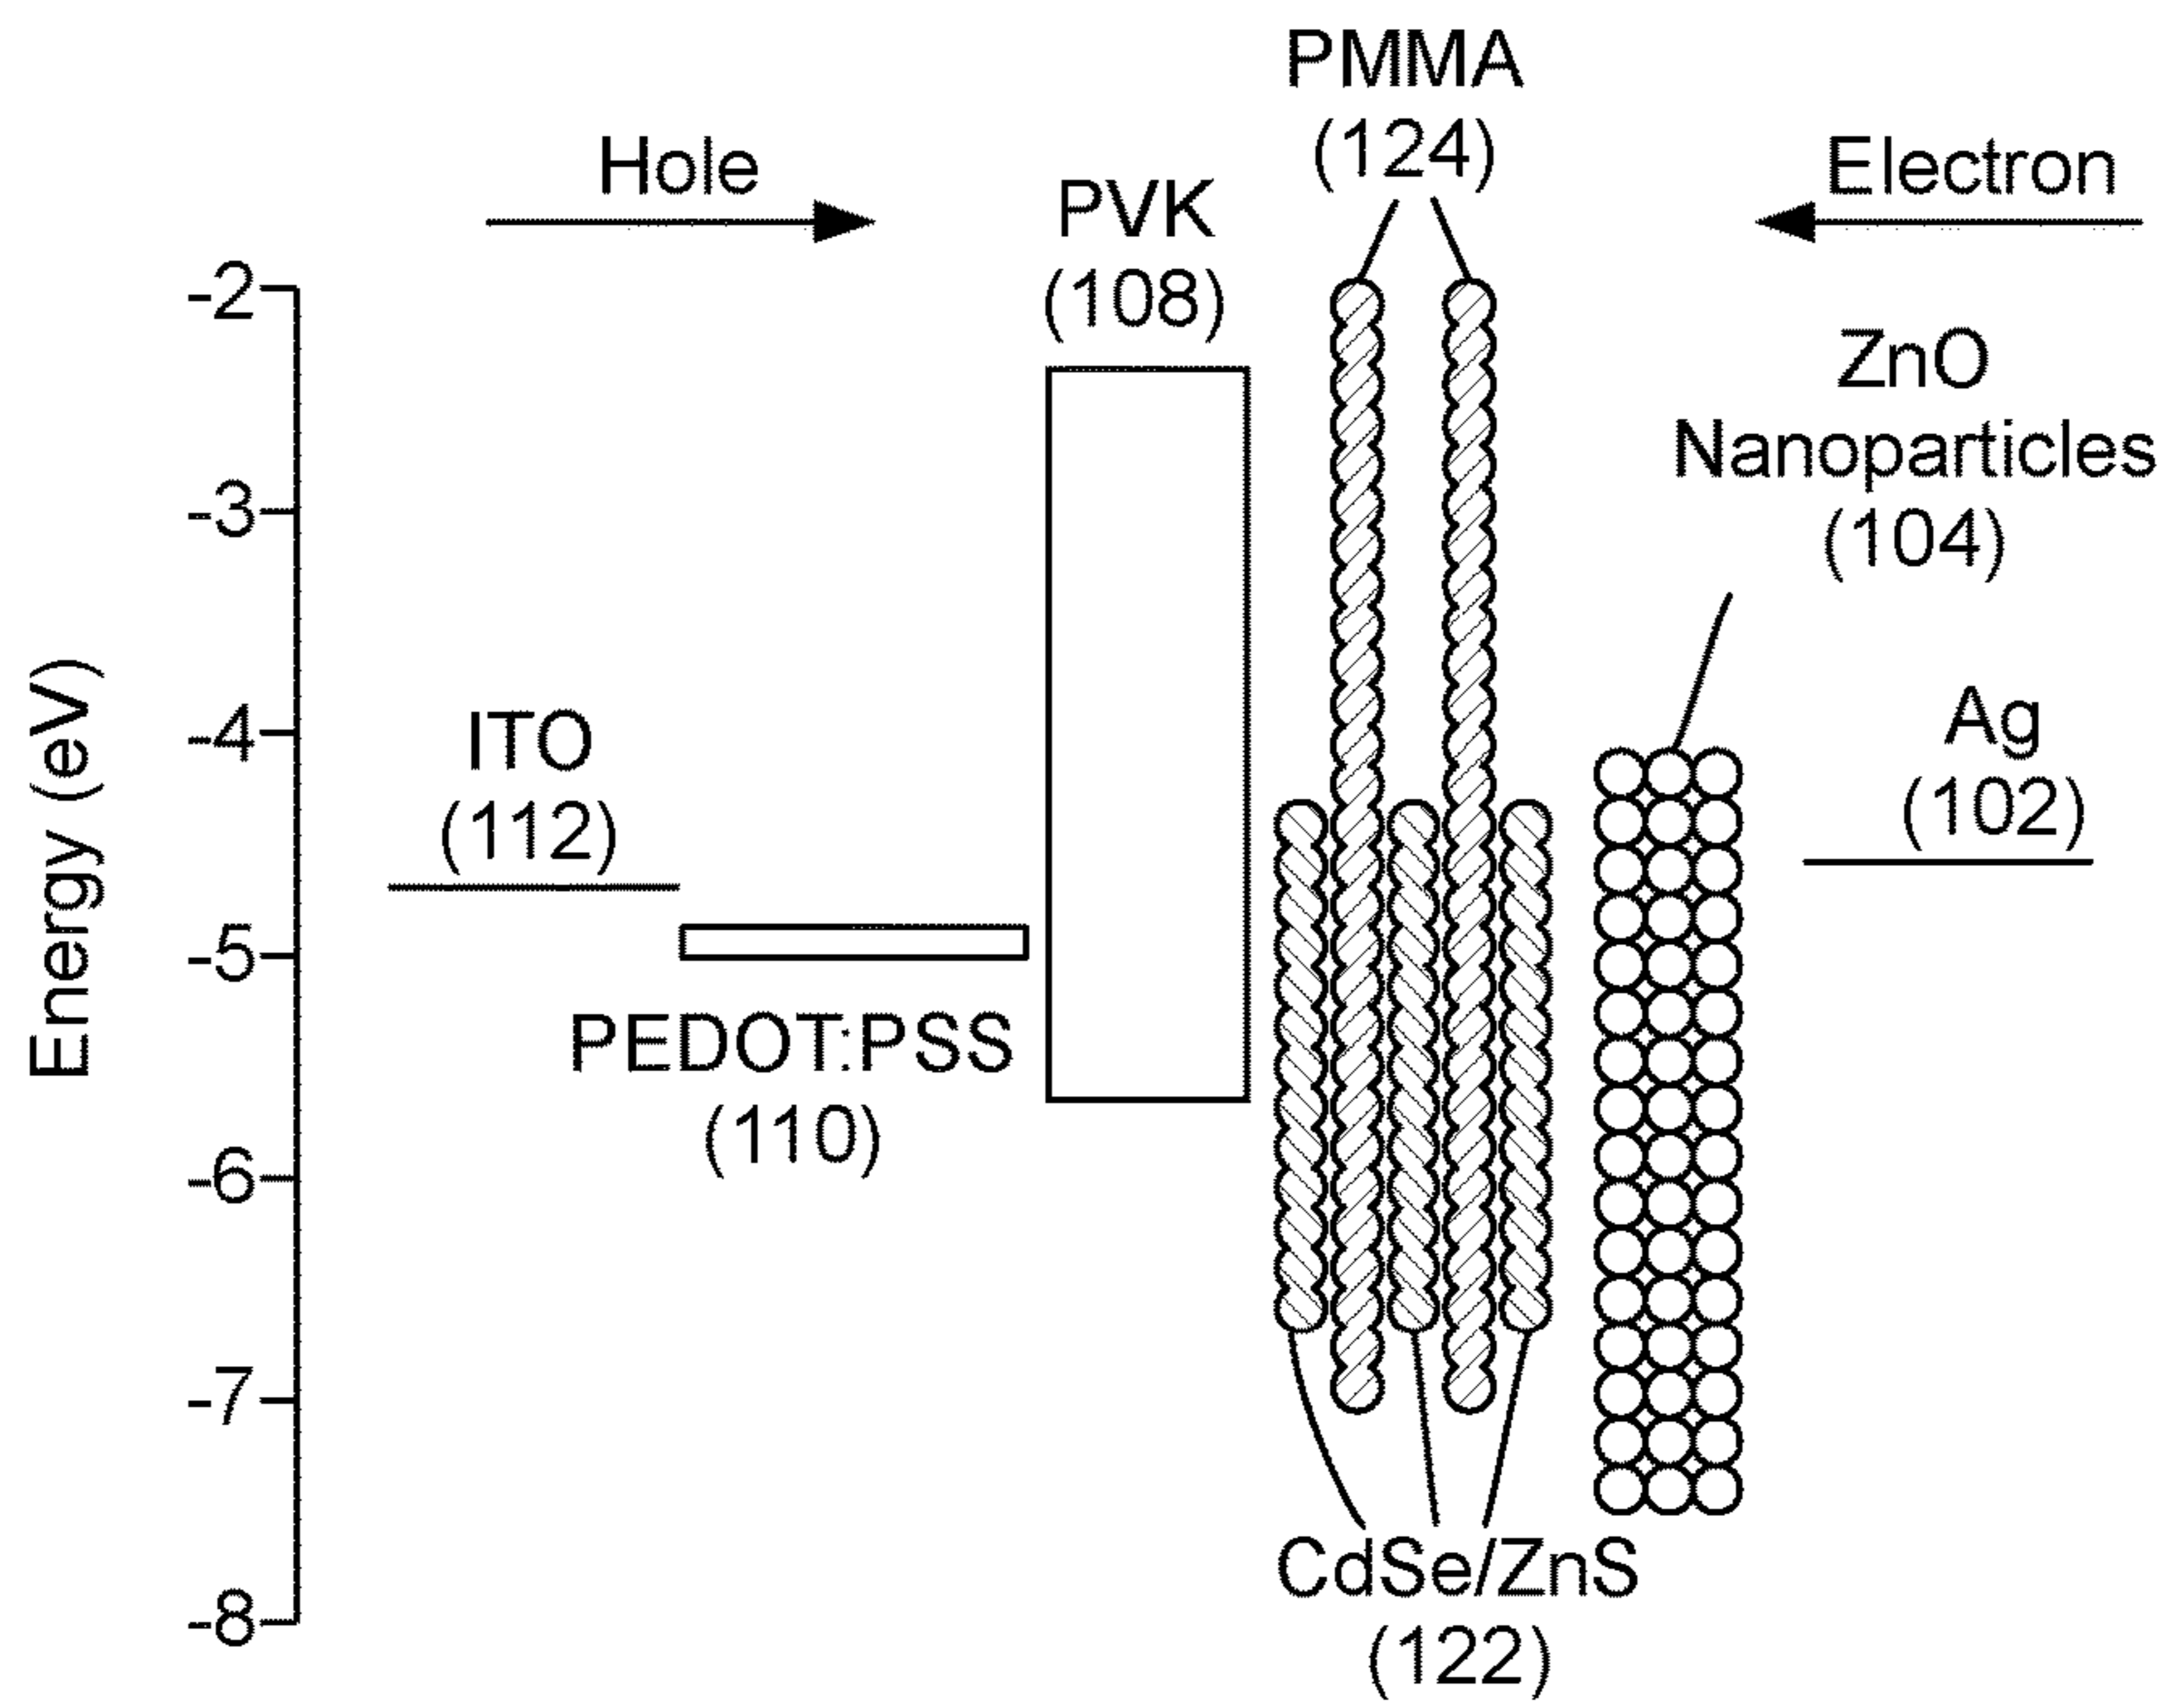 PMMA
(124)
Hole
Electron
PVK
(108)
ZnO
Nanoparticles
(104)
Energy (eV)
-2
-3
-4
-5
-6
-7
-8
ITO
(112)
Ag
(102)
PEDOT:PSS
(110)
CdSe/ZnS
(122)